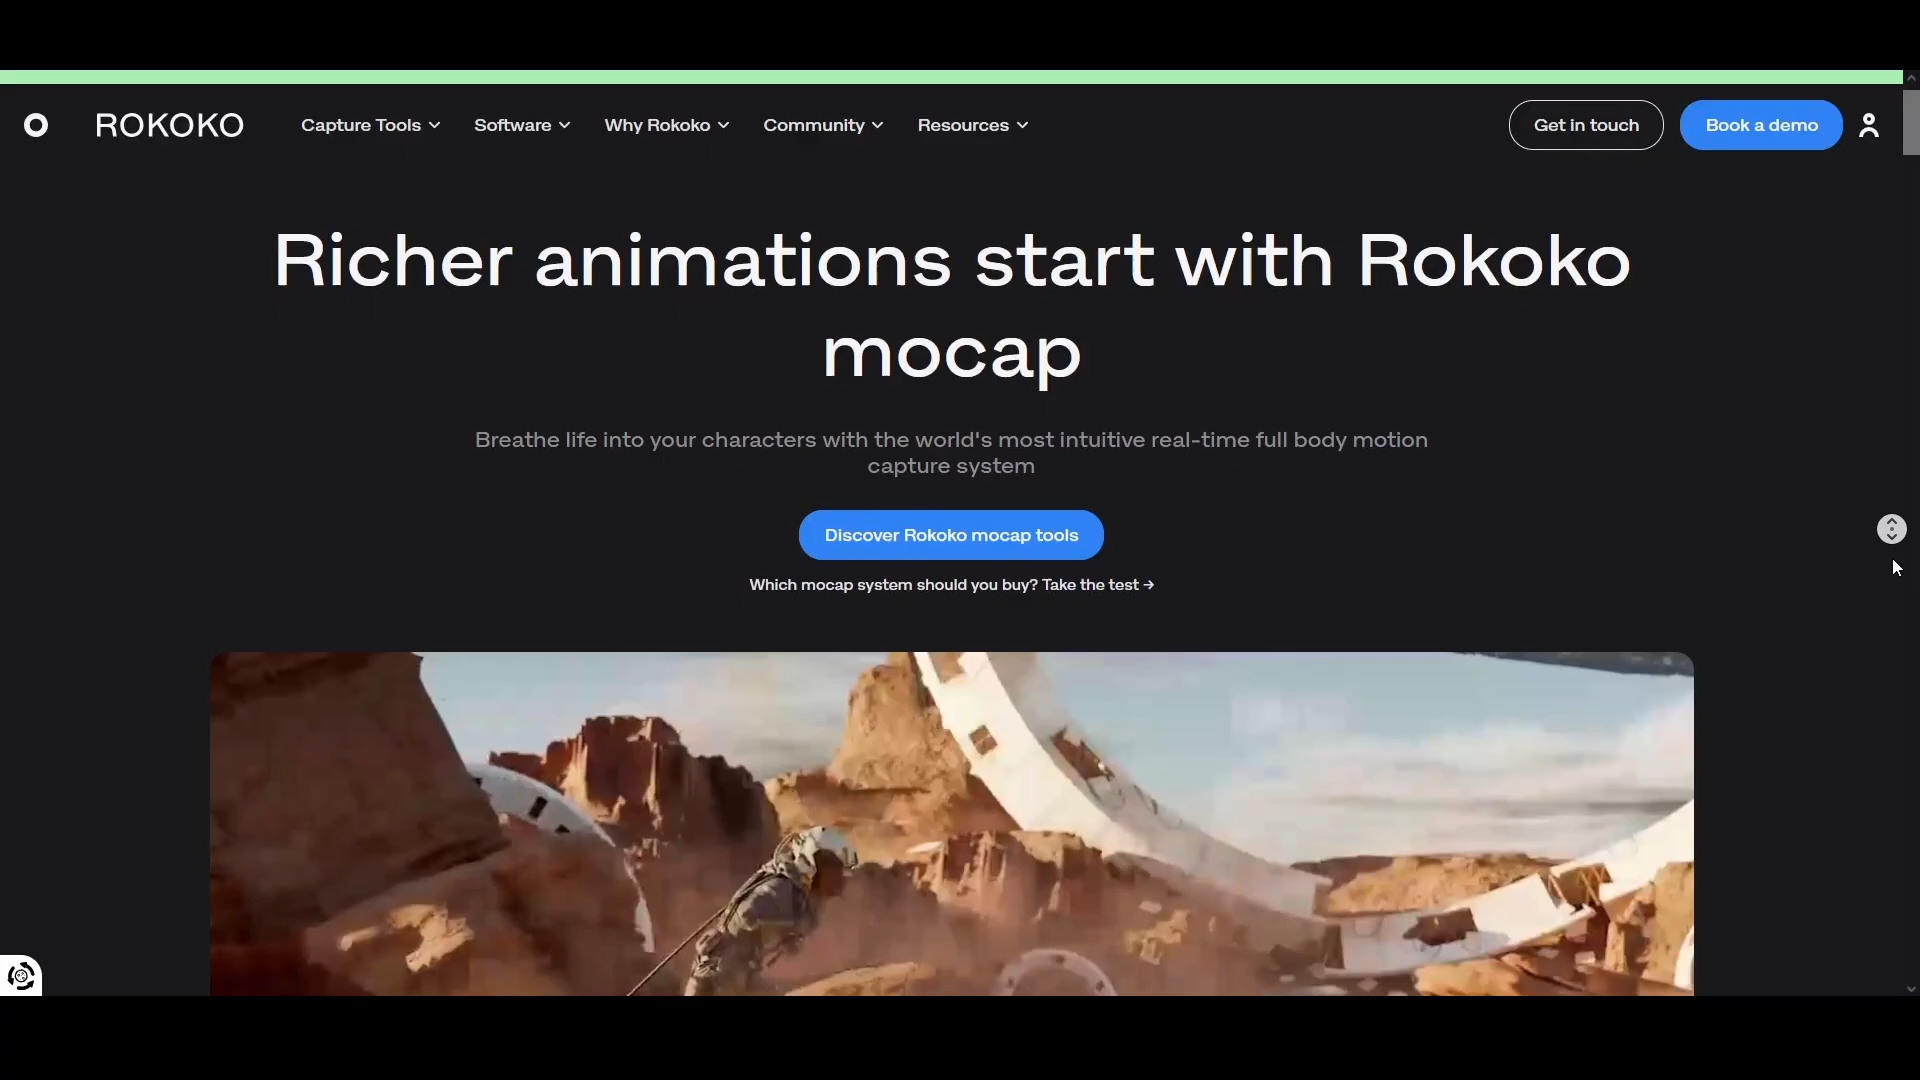 ROKOKO
Capture Tools
Software
Why Rokoko
Community
Resources
Get in touch
Book a demo
Richer animations start with Rokoko
mocap
Breathe life into your characters with the world's most intuitive real-time full body motion
capture system
Discover Rokoko mocap tools
Which mocap system should you buy? Take the test →